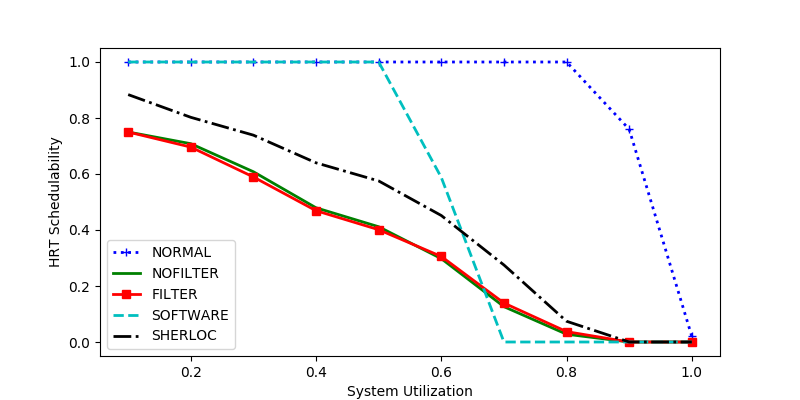 HRT Schedulability
1.0
0.8
0.6
0.4
0.2
0.0
NORMAL
NOFILTER
FILTER
SOFTWARE
SHERLOC
0.2
0.4
0.6
0.8
1.0
System Utilization